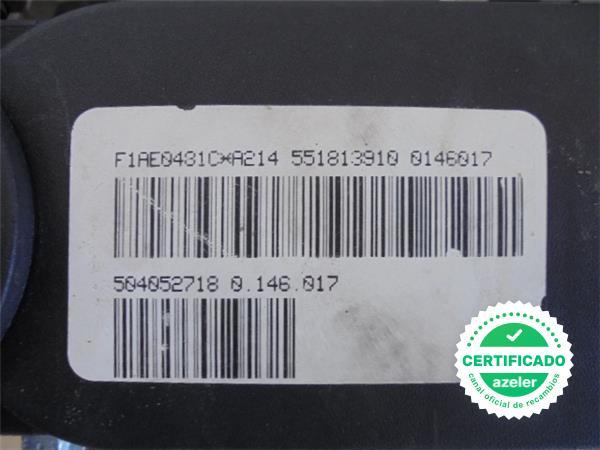 F1AE0481C*A214 551813910 0146017
504052718 0.146.017
CERTIFICADO
azeler
canal oficial de recambios